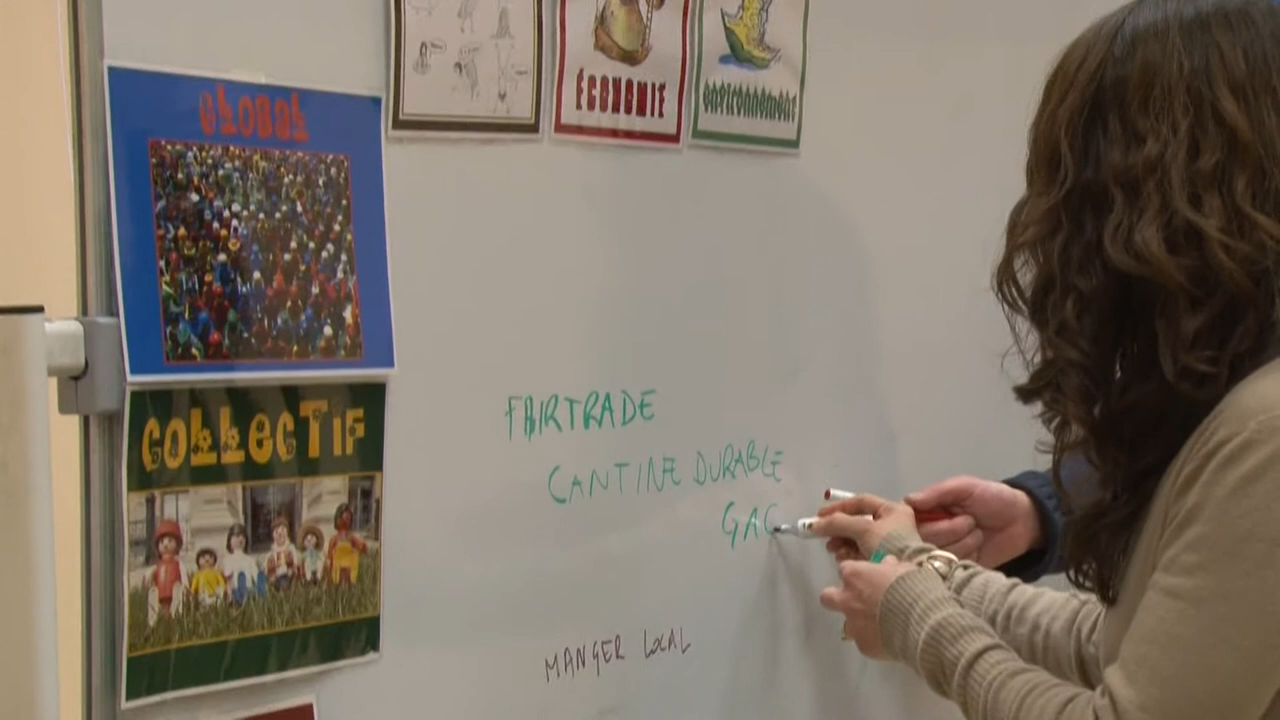 GLOBAL
ÉCONOMIE
environnement
COLLECTIF
FAIRTRADE
CANTINE DURABLE
GAC
MANGER LOCAL